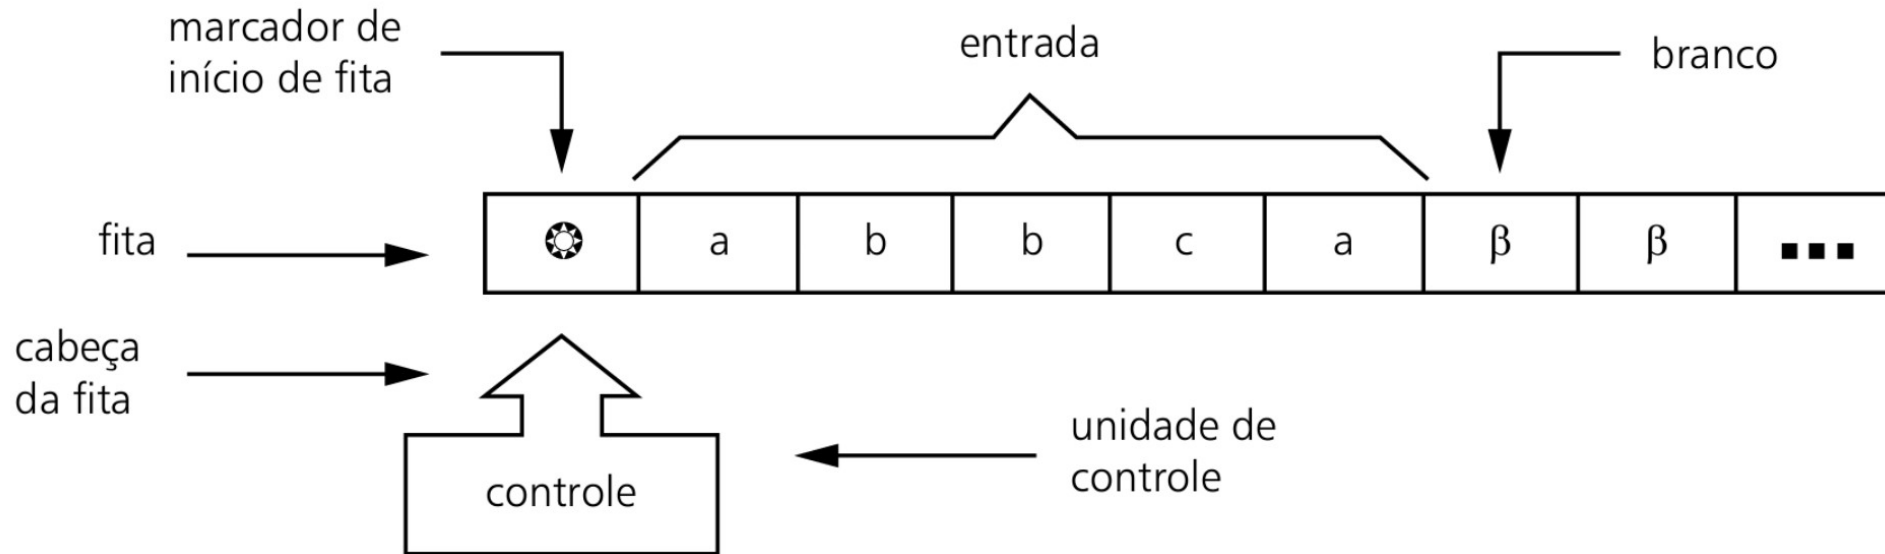 marcador de
início de fita
entrada
branco
fita
a b b c a β β ...
cabeça
da fita
controle
unidade de
controle